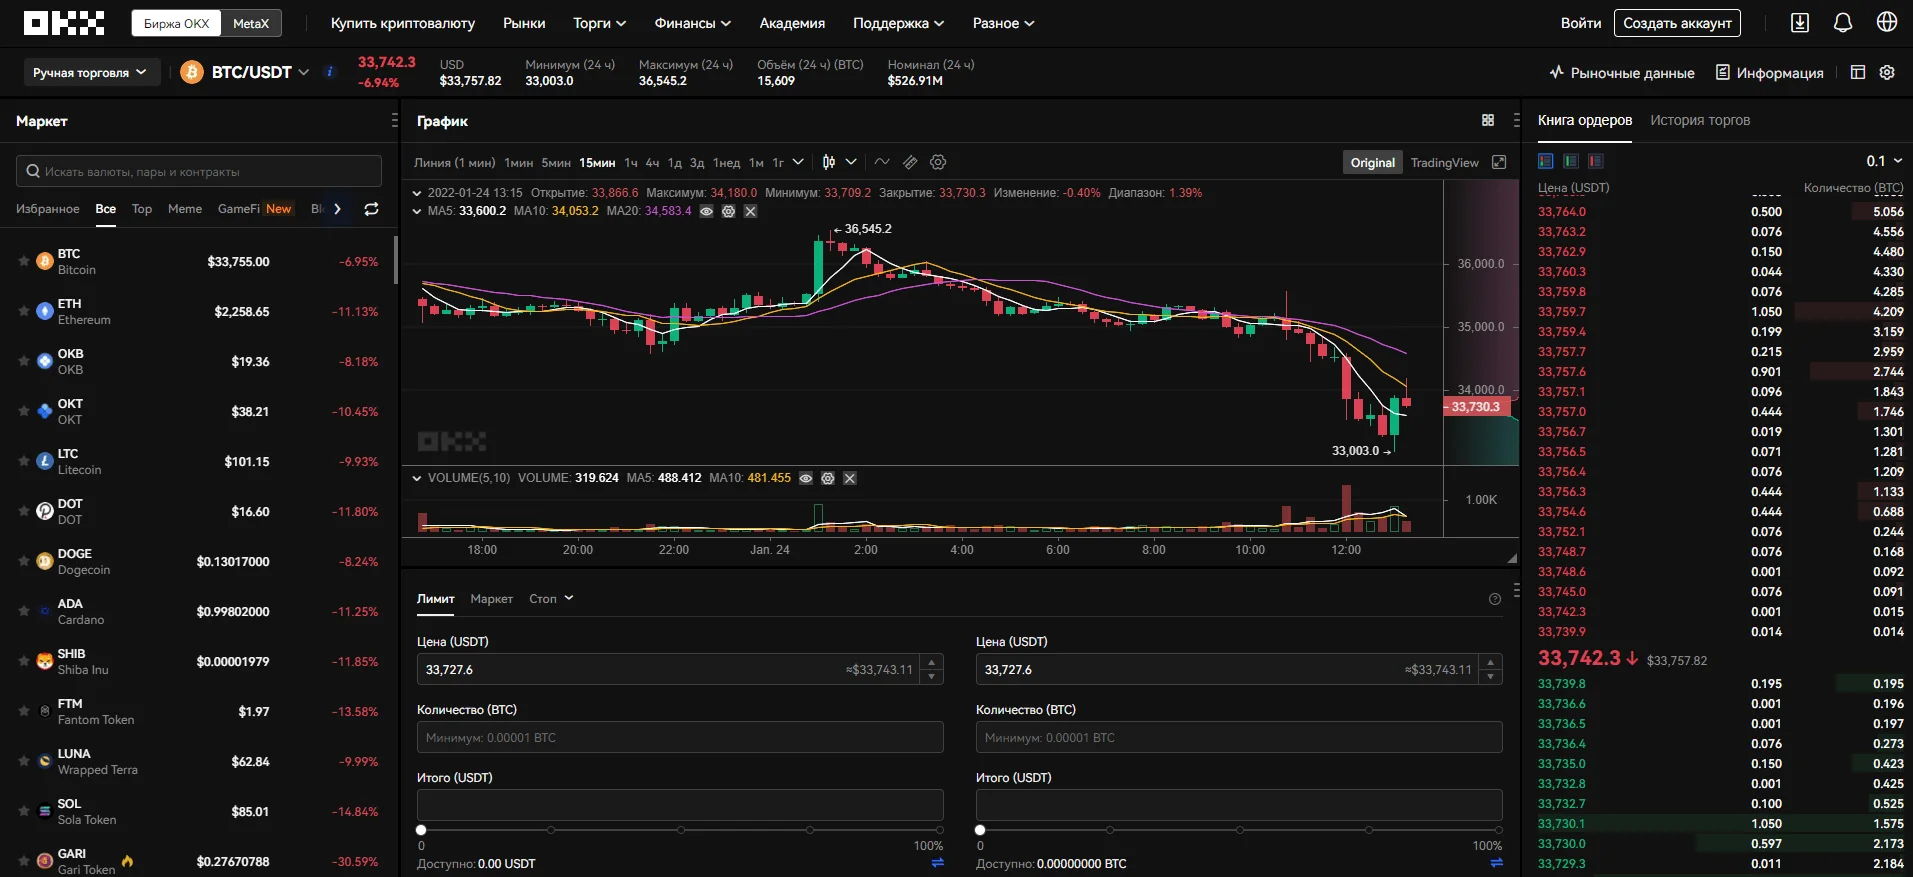 OKX Биржа OKX MetaX Купить криптовалюту Рынки Торги Финансы Академия Поддержка Разное Войти Создать аккаунт
Ручная торговля BTC/USDT 33,742.3 -6.94% USD $33,757.82 Минимум (24 ч) 33,003.0 Максимум (24 ч) 36,545.2 Объём (24 ч) (BTC) 15,609 Номинал (24 ч) $526.91M Рыночные данные Информация
Маркет
Искать валюты, пары и контракты
Избранное Все Top Meme GameFi New
BTC Bitcoin $33,755.00 -6.95%
ETH Ethereum $2,258.65 -11.13%
OKB OKB $19.36 -8.18%
OKT OKT $38.21 -10.45%
LTC Litecoin $101.15 -9.93%
DOT DOT $16.60 -11.80%
DOGE Dogecoin $0.13017000 -8.24%
ADA Cardano $0.99802000 -11.25%
SHIB Shiba Inu $0.00001979 -11.85%
FTM Fantom Token $1.97 -13.58%
LUNA Wrapped Terra $62.84 -9.99%
SOL Sola Token $85.01 -14.84%
GARI Gari Token $0.27670788 -30.59%
График
Линия (1 мин) 1мин 5мин 15мин 1ч 4ч 1д 3д 1нед 1м 1г Original TradingView
2022-01-24 13:15 Открытие: 33,866.6 Максимум: 34,180.0 Минимум: 33,709.2 Закрытие: 33,730.3 Изменение: -0.40% Диапазон: 1.39%
MA5: 33,600.2 MA10: 34,053.2 MA20: 34,583.4
36,545.2
36,000.0
35,000.0
34,000.0
33,730.3
OKX
33,003.0
VOLUME(5,10) VOLUME: 319.624 MA5: 488.412 MA10: 481.455
1.00K
18:00 20:00 22:00 Jan. 24 2:00 4:00 6:00 8:00 10:00 12:00
Лимит Маркет Стоп
Цена (USDT) Цена (USDT)
33,727.6 ≈$33,743.11 33,727.6 ≈$33,743.11
Количество (BTC) Количество (BTC)
Минимум: 0.00001 BTC Минимум: 0.00001 BTC
Итого (USDT) Итого (USDT)
0 100% 0 100%
Доступно: 0.00 USDT Доступно: 0.00000000 BTC
Книга ордеров История торгов
0.1
Цена (USDT) Количество (BTC)
33,764.0 0.500 5.056
33,763.2 0.076 4.556
33,762.9 0.150 4.480
33,760.3 0.044 4.330
33,759.8 0.076 4.285
33,759.7 1.050 4.209
33,759.4 0.199 3.159
33,757.7 0.215 2.959
33,757.6 0.901 2.744
33,757.1 0.096 1.843
33,757.0 0.444 1.746
33,756.7 0.019 1.301
33,756.5 0.071 1.281
33,756.4 0.076 1.209
33,756.3 0.444 1.133
33,754.6 0.444 0.688
33,752.1 0.076 0.244
33,748.7 0.076 0.168
33,748.6 0.001 0.092
33,745.0 0.076 0.091
33,742.3 0.001 0.015
33,739.9 0.014 0.014
33,742.3 $33,757.82
33,739.8 0.195 0.195
33,736.6 0.001 0.196
33,736.5 0.001 0.197
33,736.4 0.076 0.273
33,735.0 0.150 0.423
33,732.8 0.001 0.425
33,732.7 0.100 0.525
33,730.1 1.050 1.575
33,730.0 0.597 2.173
33,729.3 0.011 2.184